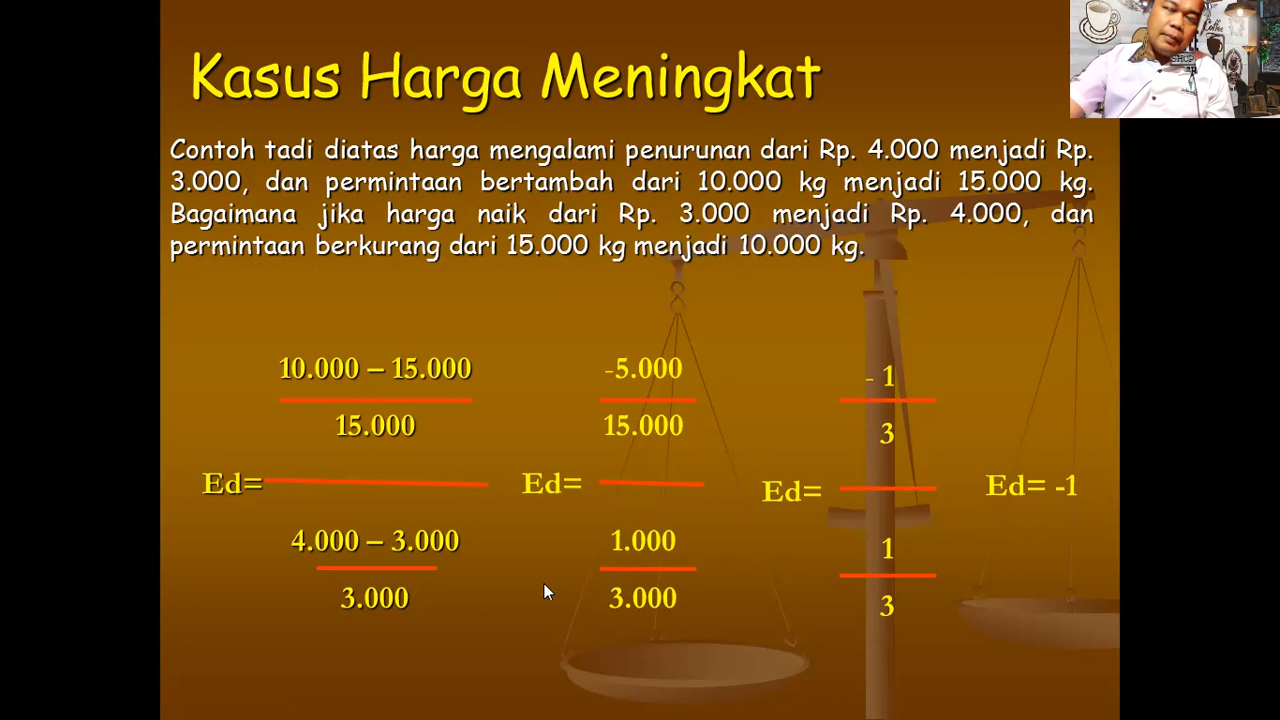 Kasus Harga Meningkat
Contoh tadi diatas harga mengalami penurunan dari Rp. 4.000 menjadi Rp.
3.000, dan permintaan bertambah dari 10.000 kg menjadi 15.000 kg.
Bagaimana jika harga naik dari Rp. 3.000 menjadi Rp. 4.000, dan
permintaan berkurang dari 15.000 kg menjadi 10.000 kg.
10.000 – 15.000
15.000
Ed=
4.000 – 3.000
3.000
-5.000
15.000
Ed=
1.000
3.000
- 1
3
Ed=
1
3
Ed= -1
Coffee
SHOP